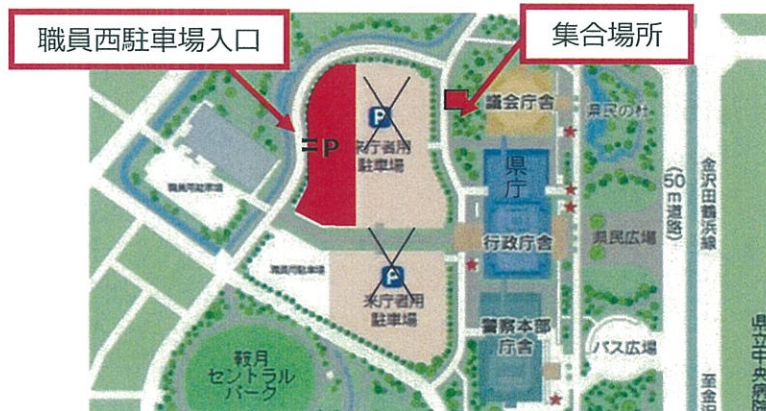 職員西駐車場入口
集合場所
P
来庁者用
駐車場
P
議会庁舎
県民の杜
職員用駐車場
県庁
行政庁舎
県民広場
金沢田鶴浜線
(50m道路)
職員用駐車場
P
来庁者用
駐車場
警察本部
庁舎
バス広場
県立中央病院
至金沢
鞍月
セントラル
パーク